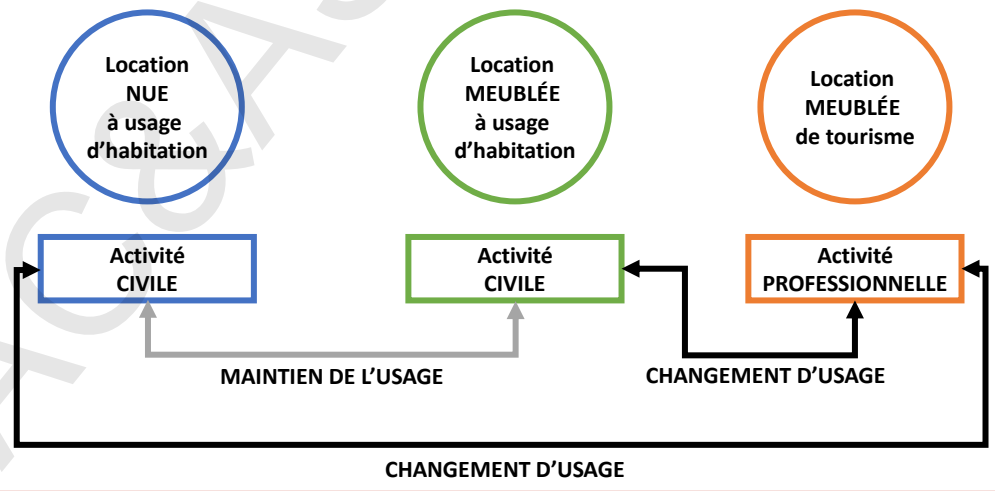 Location
NUE
à usage
d'habitation
Location
MEUBLÉE
à usage
d'habitation
Location
MEUBLÉE
de tourisme
Activité
CIVILE
Activité
CIVILE
Activité
PROFESSIONNELLE
MAINTIEN DE L'USAGE
CHANGEMENT D'USAGE
CHANGEMENT D'USAGE